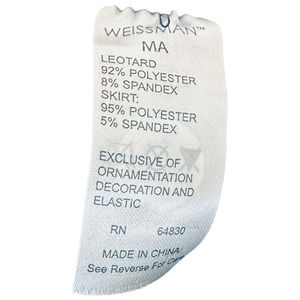 WEISSMAN™
MA
LEOTARD
92% POLYESTER
8% SPANDEX
SKIRT:
95% POLYESTER
5% SPANDEX
EXCLUSIVE OF
ORNAMENTATION
DECORATION AND
ELASTIC
RN 64830
MADE IN CHINA
See Reverse For Care